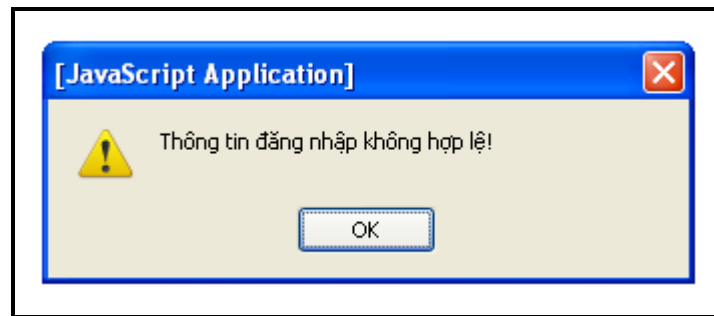 [JavaScript Application]
Thông tin đăng nhập không hợp lệ!
OK